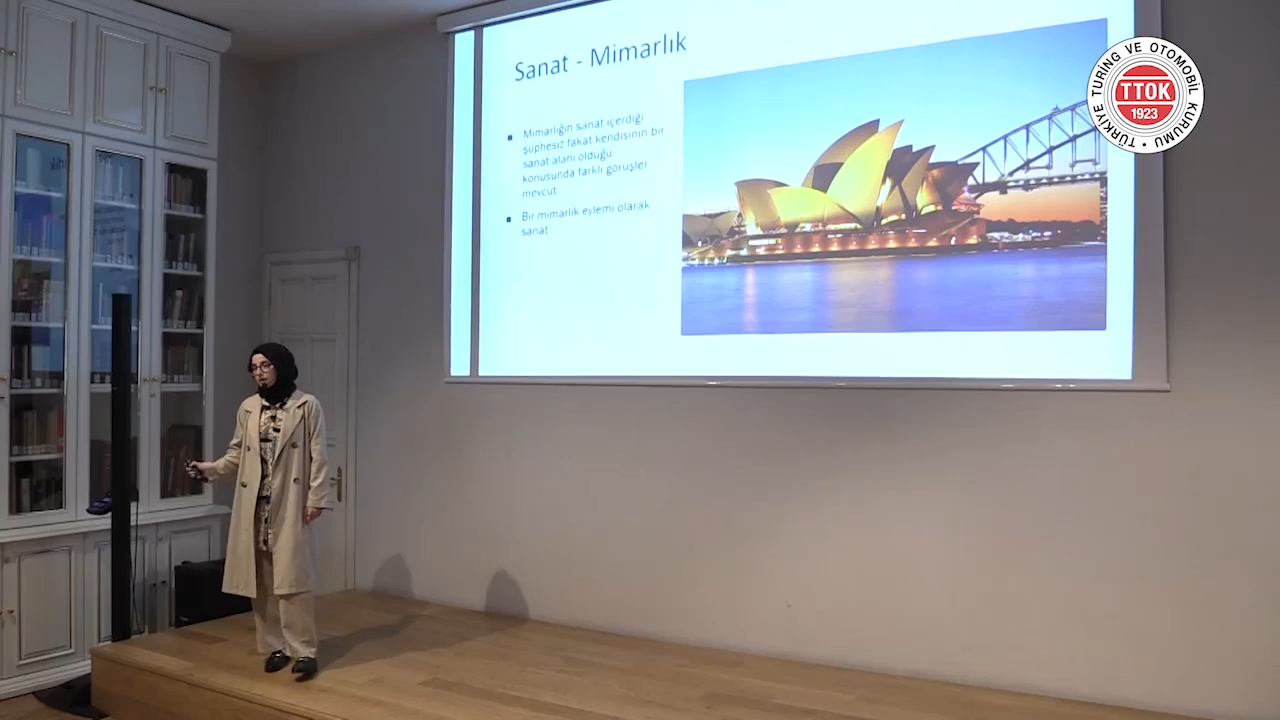 Sanat - Mimarlık
Mimarlığın sanat içerdiği
şüphesiz fakat kendisinin bir
sanat alanı olduğu
konusunda farklı görüşler
mevcut.
Bir mimarlık eylemi olarak
sanat
TÜRKİYE TURİNG VE OTOMOBİL KURUMU
TTOK
1923